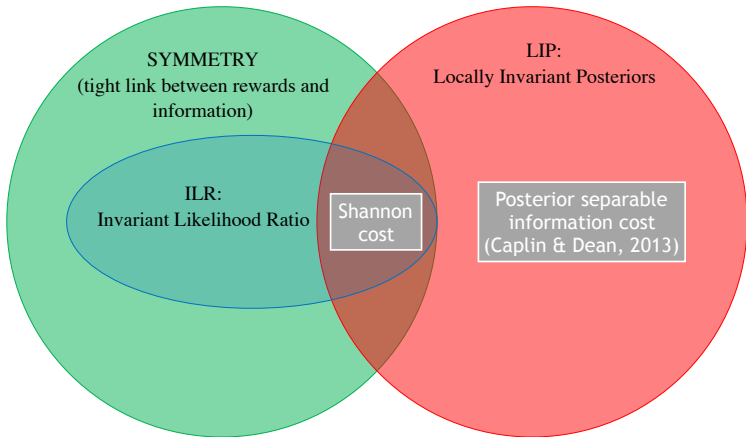 SYMMETRY
(tight link between rewards and
information)
LIP:
Locally Invariant Posteriors
ILR:
Invariant Likelihood Ratio
Shannon
cost
Posterior separable
information cost
(Caplin & Dean, 2013)